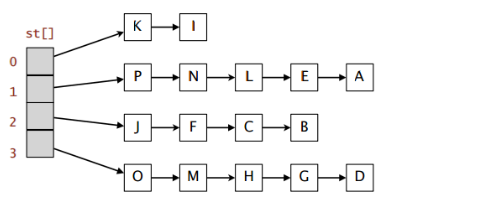 st[]
0
1
2
3
K I
P N L E A
J F C B
O M H G D